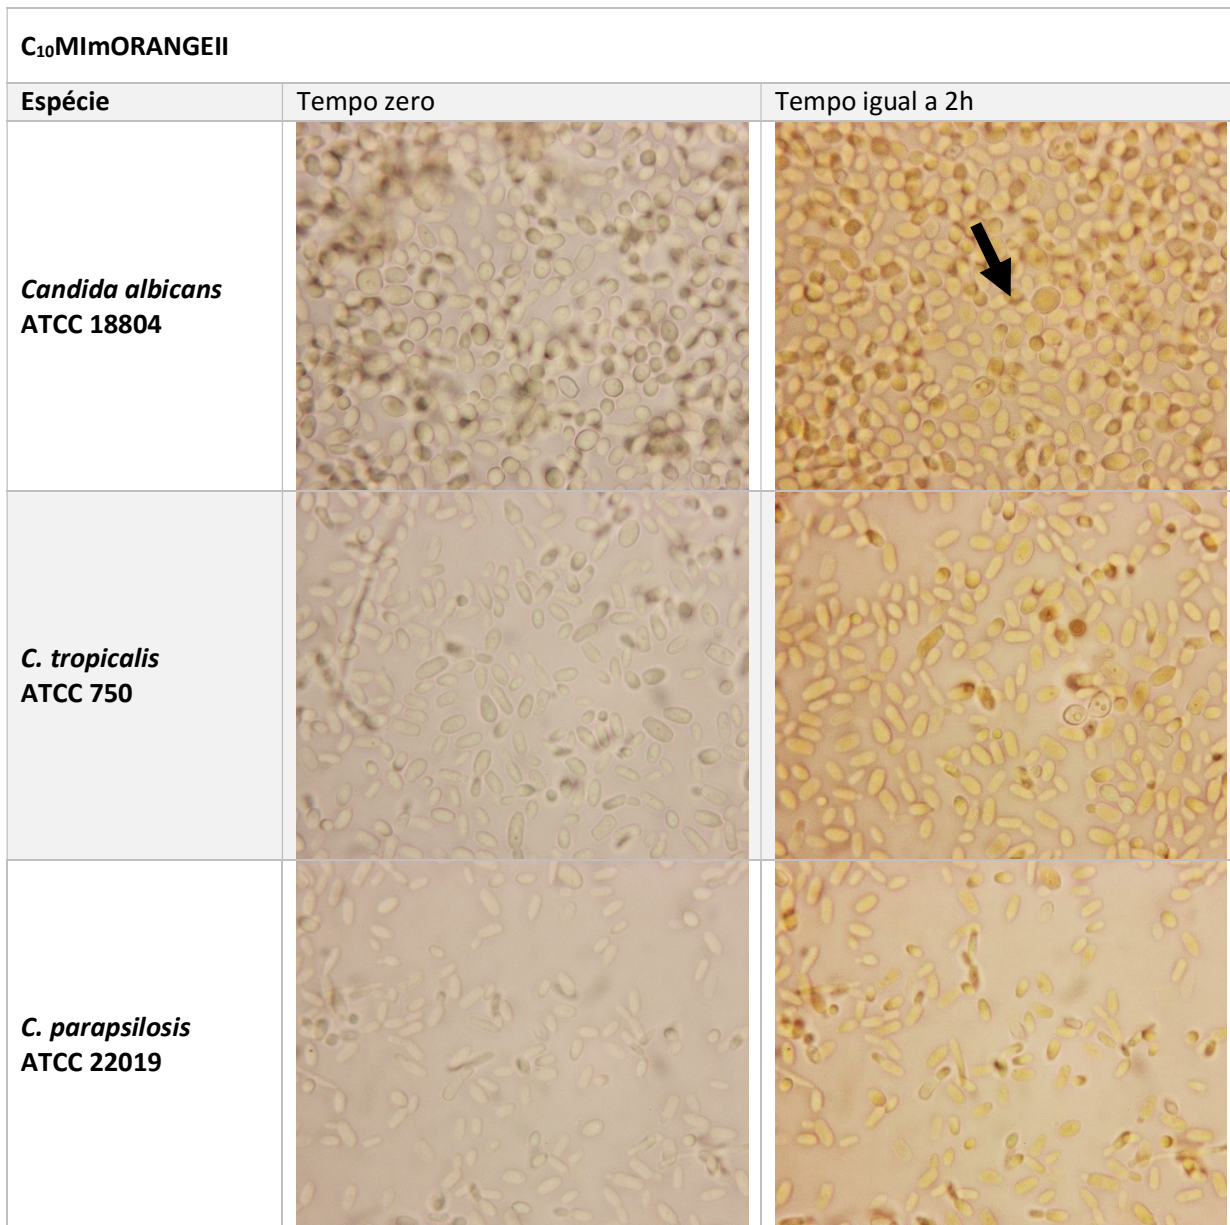 C₁₀MImORANGEII
Espécie
Tempo zero
Tempo igual a 2h
Candida albicans
ATCC 18804
C. tropicalis
ATCC 750
C. parapsilosis
ATCC 22019